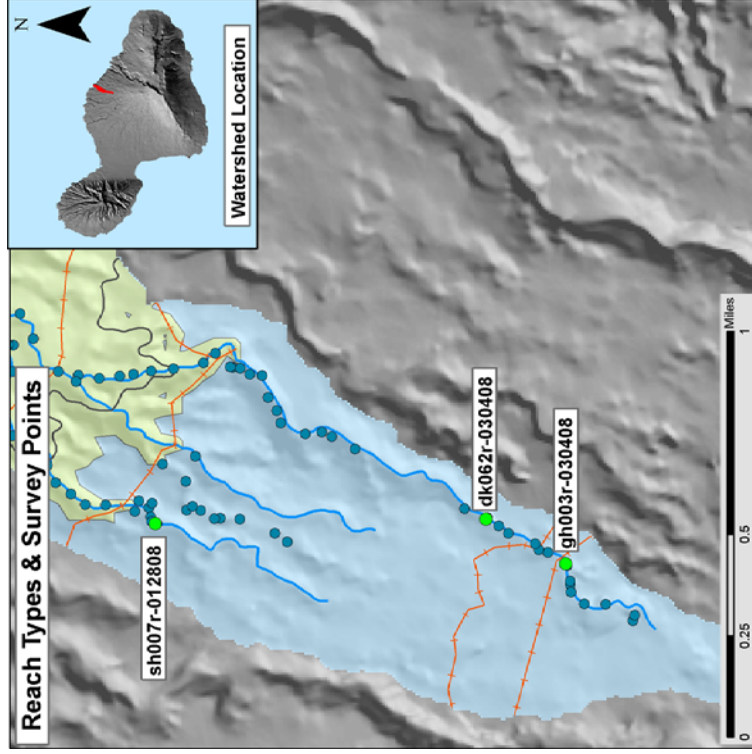 Reach Types & Survey Points
N
Watershed Location
sh007r-012808
dk062r-030408
gh003r-030408
0
0.25
0.5
1
Miles